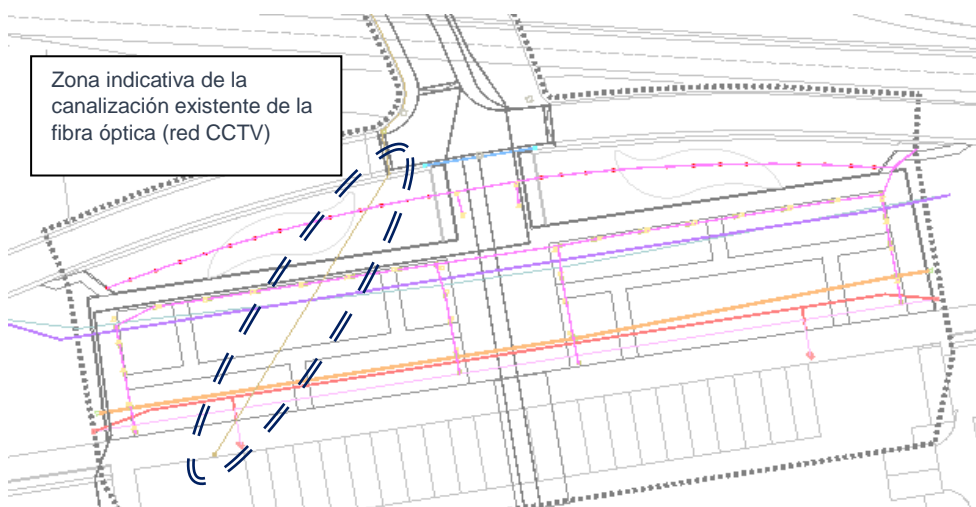 Zona indicativa de la
canalización existente de la
fibra óptica (red CCTV)